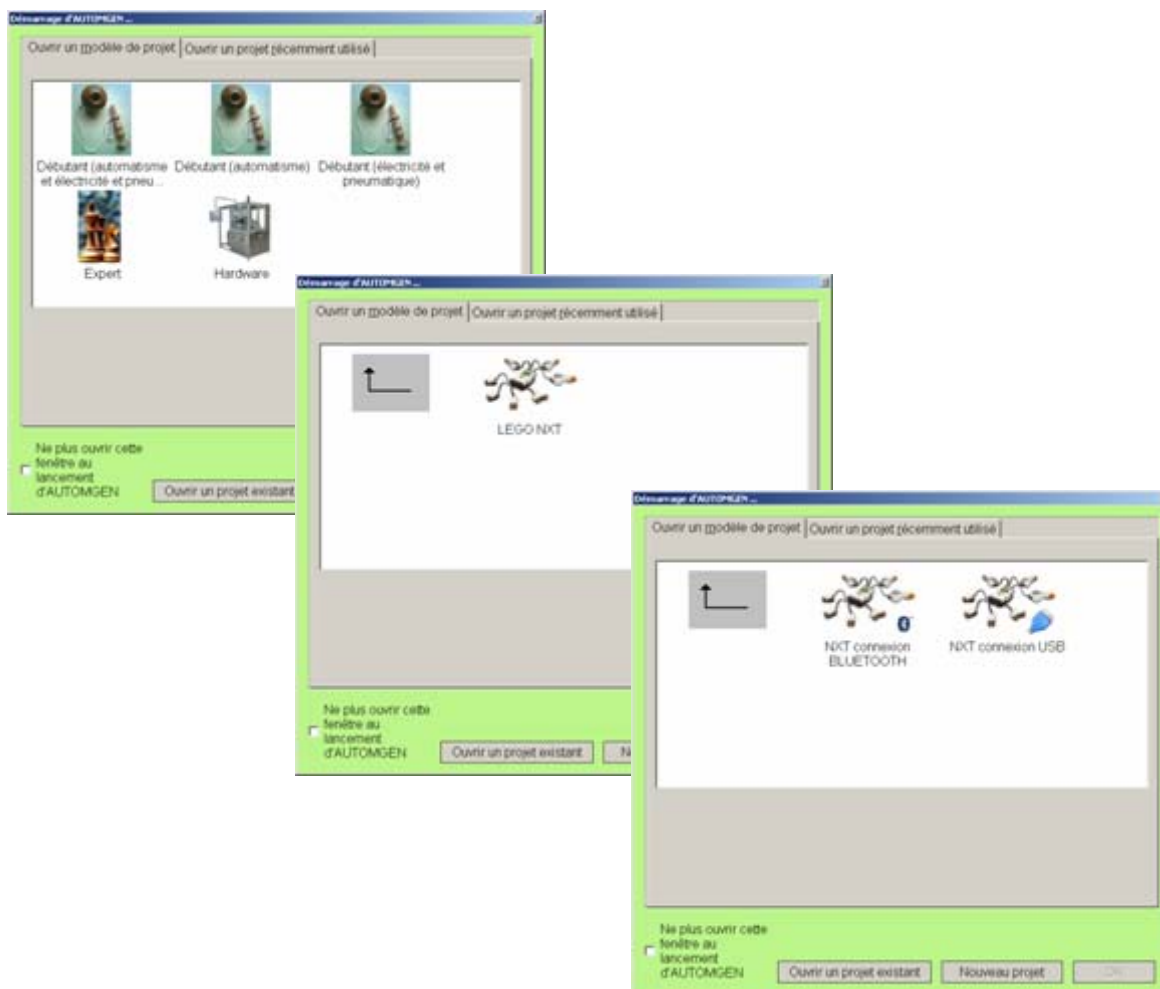 Démarrage d'AUTOMGEN ...
Ouvrir un modèle de projet Ouvrir un projet récemment utilisé
Débutant (automatisme et électricité et pneu...
Débutant (automatisme)
Débutant (électricité et pneumatique)
Expert
Hardware
Ne plus ouvrir cette
fenêtre au
lancement
d'AUTOMGEN
Ouvrir un projet existant
Démarrage d'AUTOMGEN ...
Ouvrir un modèle de projet Ouvrir un projet récemment utilisé
LEGO NXT
Ne plus ouvrir cette
fenêtre au
lancement
d'AUTOMGEN
Ouvrir un projet existant
N
Démarrage d'AUTOMGEN ...
Ouvrir un modèle de projet Ouvrir un projet récemment utilisé
NXT connexion
BLUETOOTH
NXT connexion USB
Ne plus ouvrir cette
fenêtre au
lancement
d'AUTOMGEN
Ouvrir un projet existant
Nouveau projet
OK